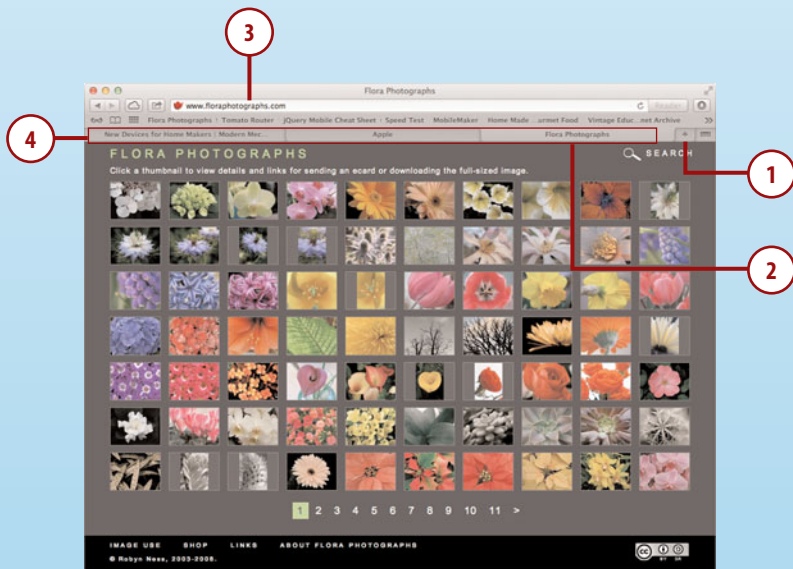 3
Flora Photographs
www.floraphotographs.com
Reader
Flora Photographs Tomato Router jQuery Mobile Cheat Sheet Speed Test MobileMaker Home Made ...urmet Food Vintage Educ...net Archive
4
New Devices for Home Makers | Modern Mec... Apple Flora Photographs
FLORA PHOTOGRAPHS
SEARCH
1
Click a thumbnail to view details and links for sending an ecard or downloading the full-sized image.
2
1 2 3 4 5 6 7 8 9 10 11 >
IMAGE USE SHOP LINKS ABOUT FLORA PHOTOGRAPHS
© Robyn Ness, 2003-2008.
CC BY SA